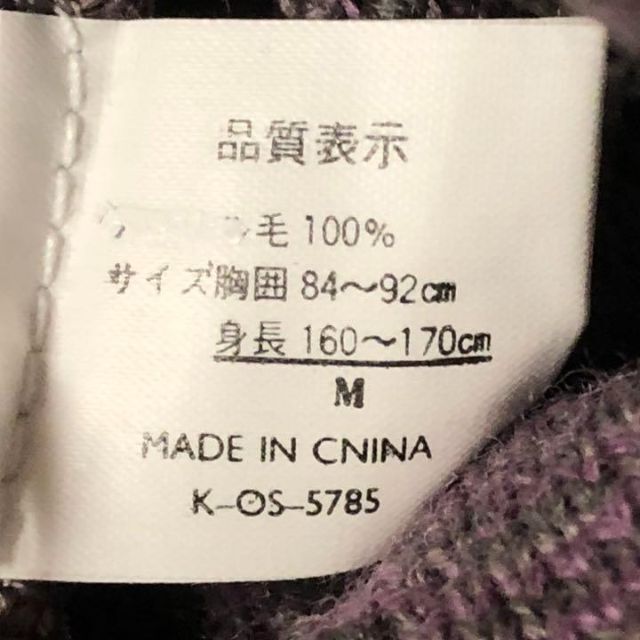 品質表示
毛 100%
サイズ胸囲 84～92cm
身長 160～170cm
M
MADE IN CNINA
K-OS-5785